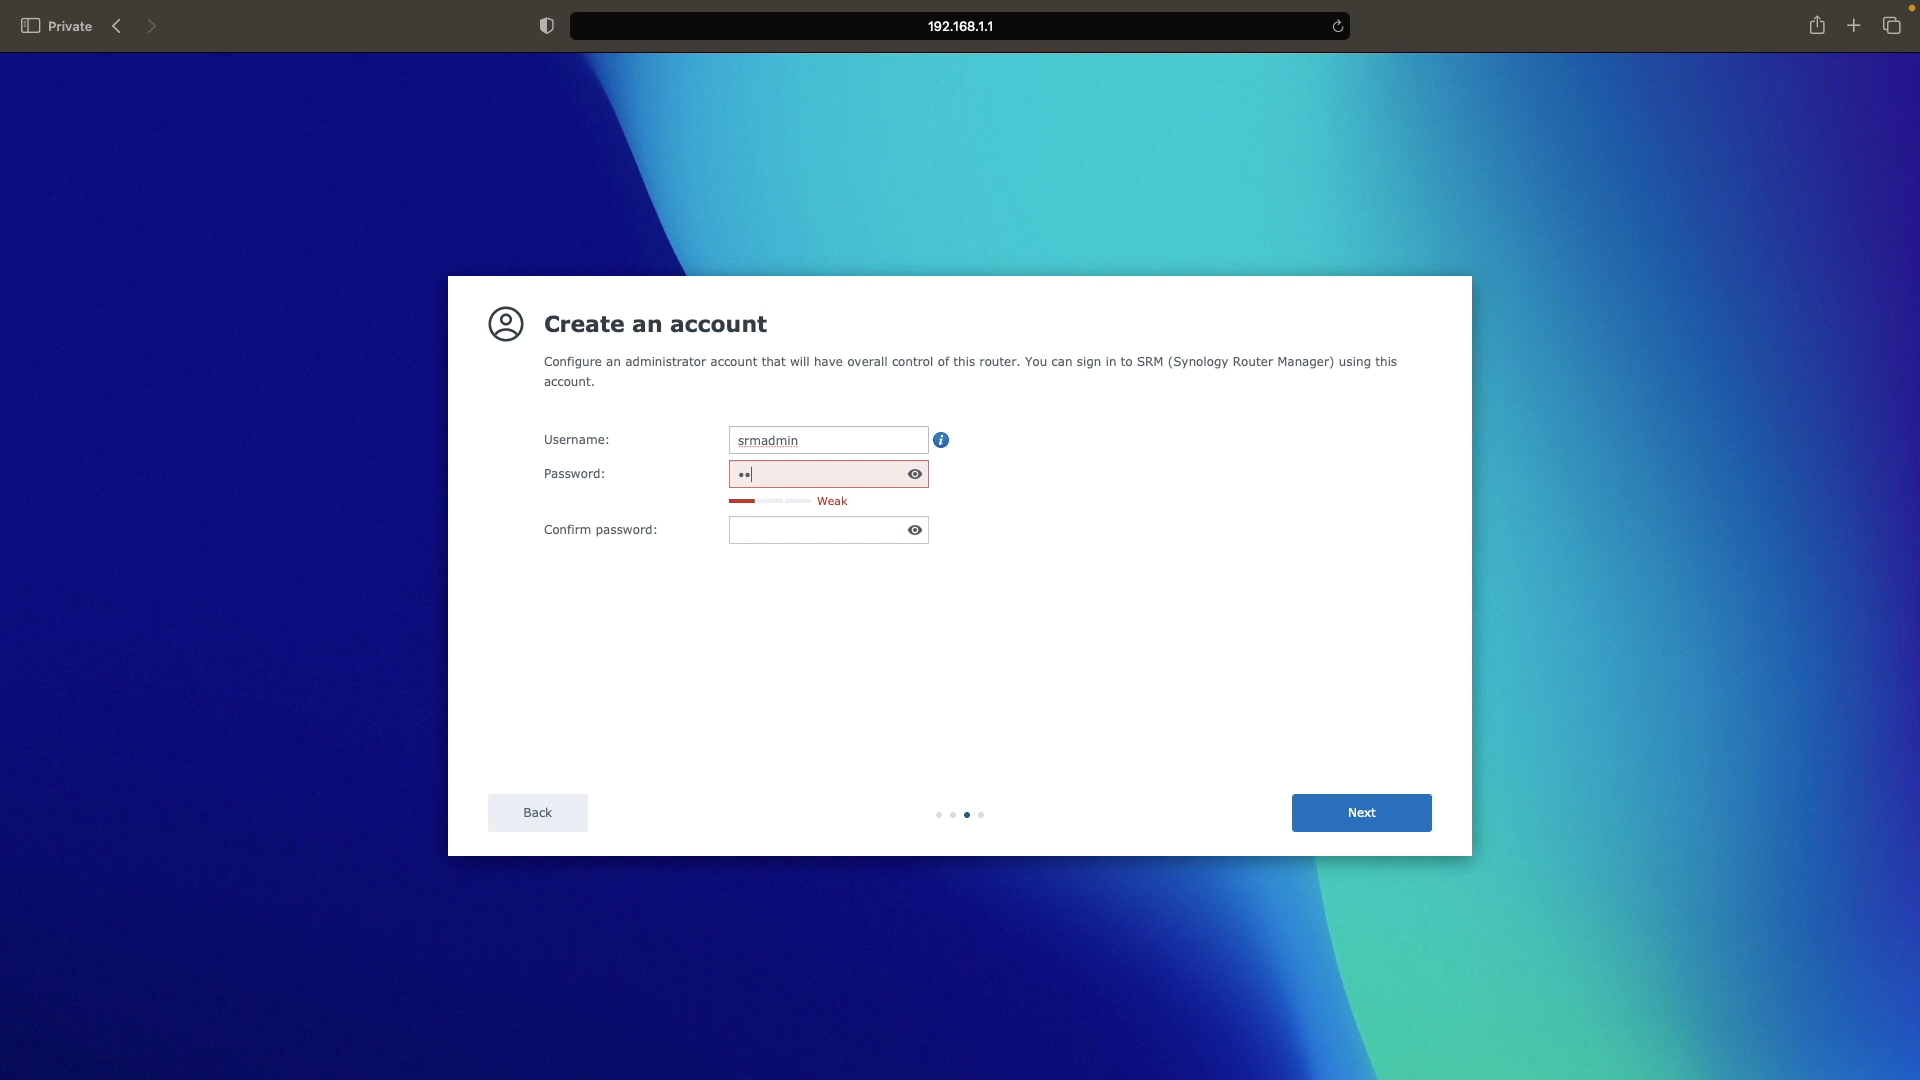 Private
192.168.1.1
Create an account
Configure an administrator account that will have overall control of this router. You can sign in to SRM (Synology Router Manager) using this
account.
Username:
srmadmin
Password:
••
Weak
Confirm password:
Back
Next